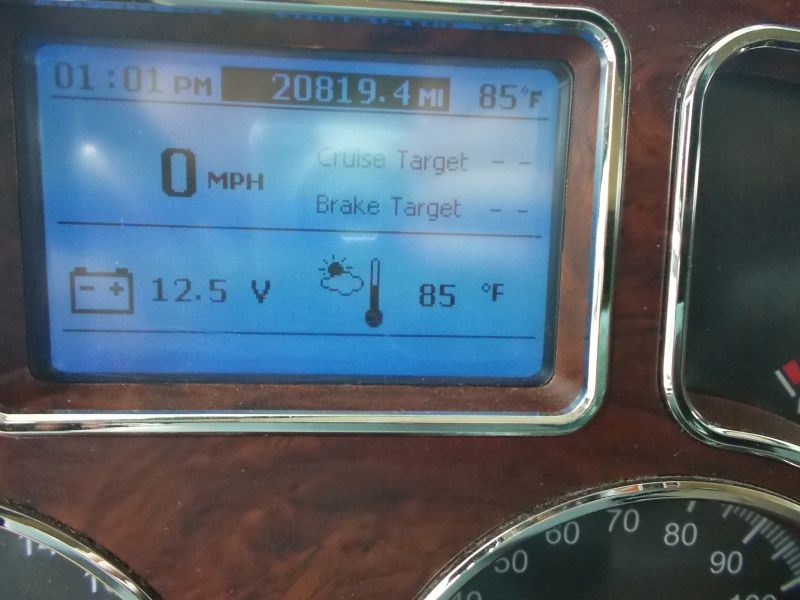 01:01 PM 20819.4 MI 85°F
0 MPH
Cruise Target - -
Brake Target - -
- +
12.5 V
85 °F
14
50 60 70 80 90